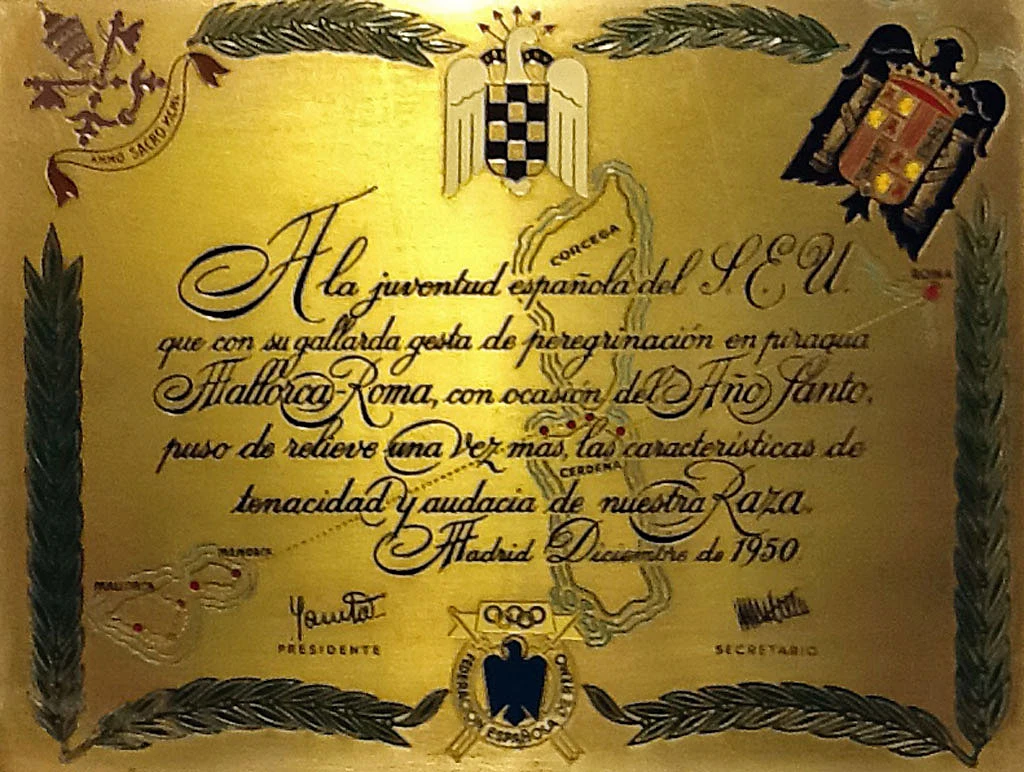 ANNO SACRO MCML
CORCEGA
ROMA
A la juventud española del S.E.U.
que con su gallarda gesta de peregrinación en piragua
Mallorca-Roma, con ocasión del Año Santo,
puso de relieve una vez más, las características de
tenacidad y audacia de nuestra Raza.
Madrid Diciembre de 1950
CERDEÑA
MENORCA
MALLORCA
PRESIDENTE
SECRETARIO
FEDERACION ESPAÑOLA DE REMO